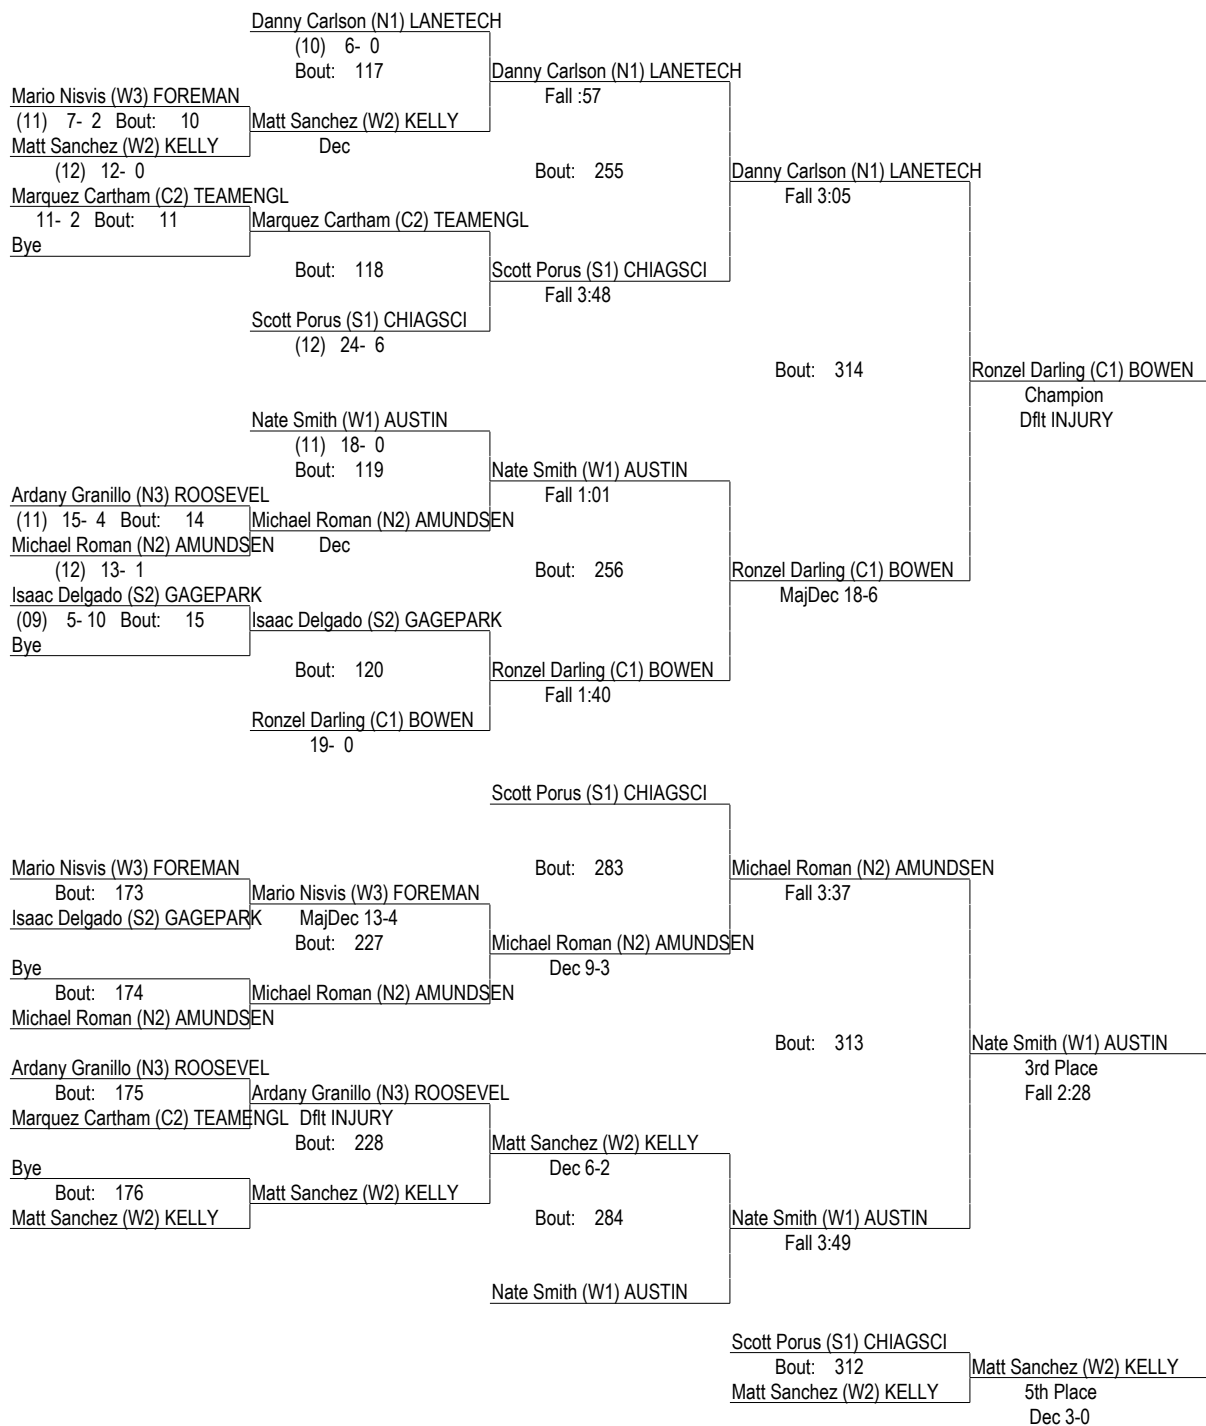 Danny Carlson (N1) LANETECH
(10) 6- 0
Bout: 117
Danny Carlson (N1) LANETECH
Fall :57
Mario Nisvis (W3) FOREMAN
(11) 7- 2 Bout: 10
Matt Sanchez (W2) KELLY
Dec
Matt Sanchez (W2) KELLY
(12) 12- 0
Bout: 255
Danny Carlson (N1) LANETECH
Fall 3:05
Marquez Cartham (C2) TEAMENGL
11- 2 Bout: 11
Marquez Cartham (C2) TEAMENGL
Bye
Bout: 118
Scott Porus (S1) CHIAGSCI
Fall 3:48
Scott Porus (S1) CHIAGSCI
(12) 24- 6
Bout: 314
Ronzel Darling (C1) BOWEN
Champion
Dflt INJURY
Nate Smith (W1) AUSTIN
(11) 18- 0
Bout: 119
Nate Smith (W1) AUSTIN
Fall 1:01
Ardany Granillo (N3) ROOSEVEL
(11) 15- 4 Bout: 14
Michael Roman (N2) AMUNDSEN
Dec
Michael Roman (N2) AMUNDSEN
(12) 13- 1
Bout: 256
Ronzel Darling (C1) BOWEN
MajDec 18-6
Isaac Delgado (S2) GAGEPARK
(09) 5- 10 Bout: 15
Isaac Delgado (S2) GAGEPARK
Bye
Bout: 120
Ronzel Darling (C1) BOWEN
Fall 1:40
Ronzel Darling (C1) BOWEN
19- 0
Scott Porus (S1) CHIAGSCI
Bout: 283
Michael Roman (N2) AMUNDSEN
Fall 3:37
Mario Nisvis (W3) FOREMAN
Bout: 173
Mario Nisvis (W3) FOREMAN
Isaac Delgado (S2) GAGEPARK
MajDec 13-4
Bout: 227
Michael Roman (N2) AMUNDSEN
Dec 9-3
Bye
Bout: 174
Michael Roman (N2) AMUNDSEN
Michael Roman (N2) AMUNDSEN
Bout: 313
Nate Smith (W1) AUSTIN
3rd Place
Fall 2:28
Ardany Granillo (N3) ROOSEVEL
Bout: 175
Ardany Granillo (N3) ROOSEVEL
Marquez Cartham (C2) TEAMENGL
Dflt INJURY
Bout: 228
Matt Sanchez (W2) KELLY
Dec 6-2
Bye
Bout: 176
Matt Sanchez (W2) KELLY
Matt Sanchez (W2) KELLY
Bout: 284
Nate Smith (W1) AUSTIN
Fall 3:49
Nate Smith (W1) AUSTIN
Scott Porus (S1) CHIAGSCI
Bout: 312
Matt Sanchez (W2) KELLY
Matt Sanchez (W2) KELLY
5th Place
Dec 3-0